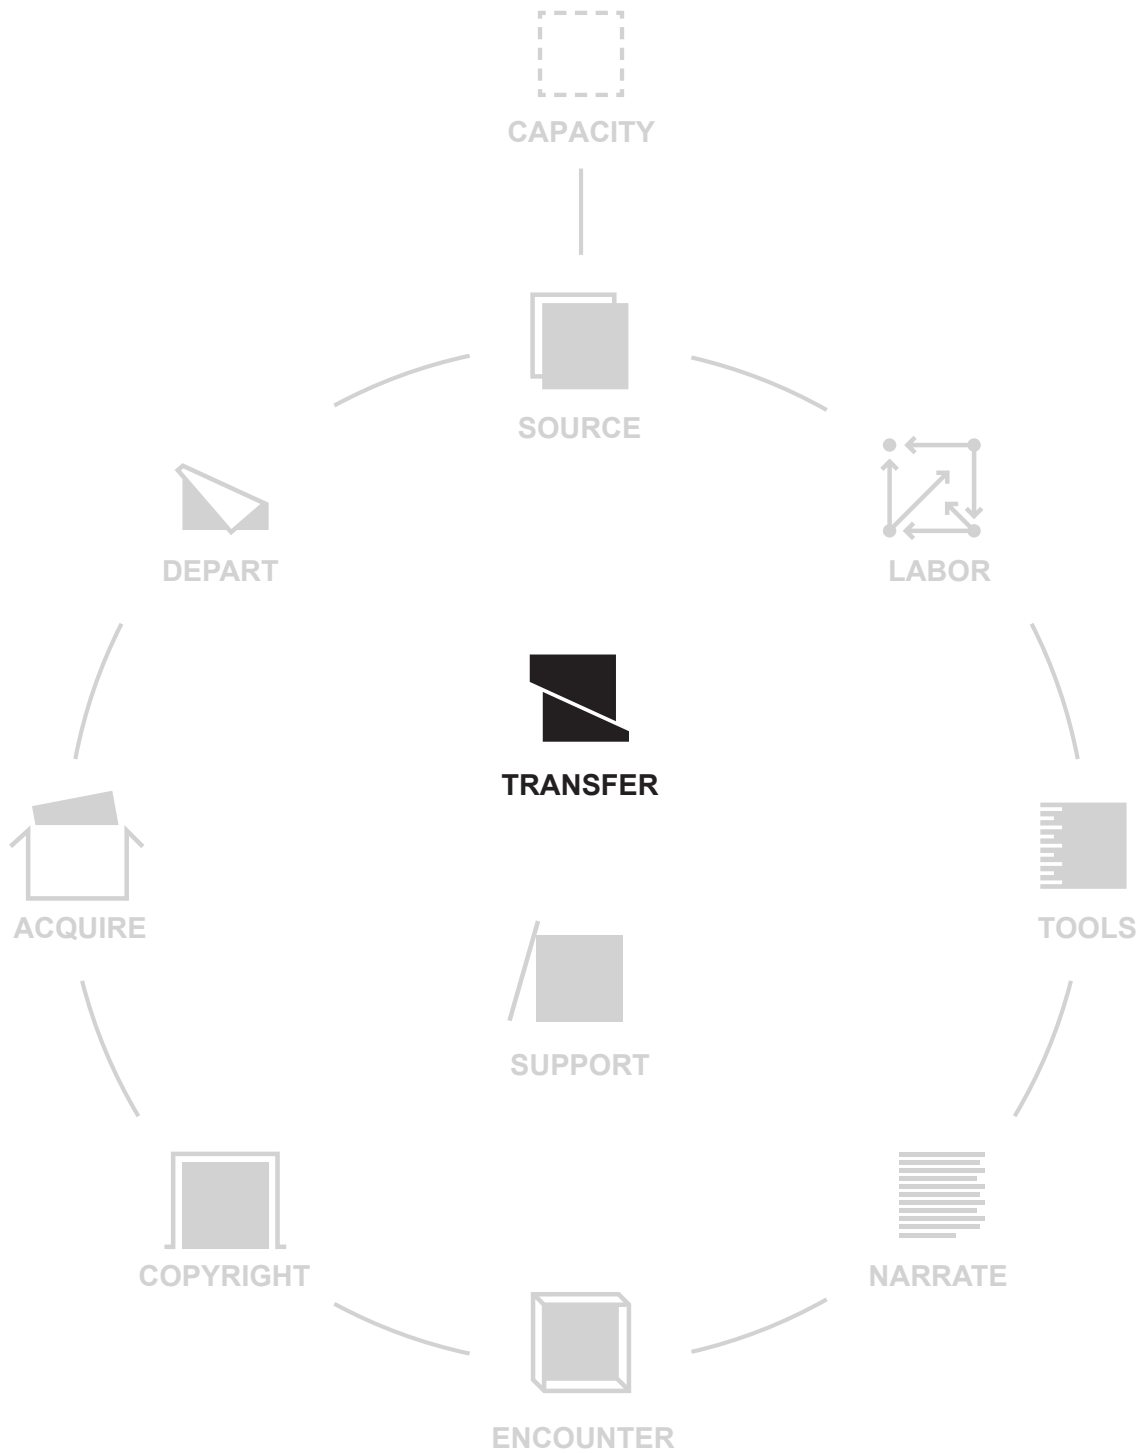 CAPACITY
SOURCE
DEPART
LABOR
TRANSFER
ACQUIRE
TOOLS
SUPPORT
COPYRIGHT
NARRATE
ENCOUNTER